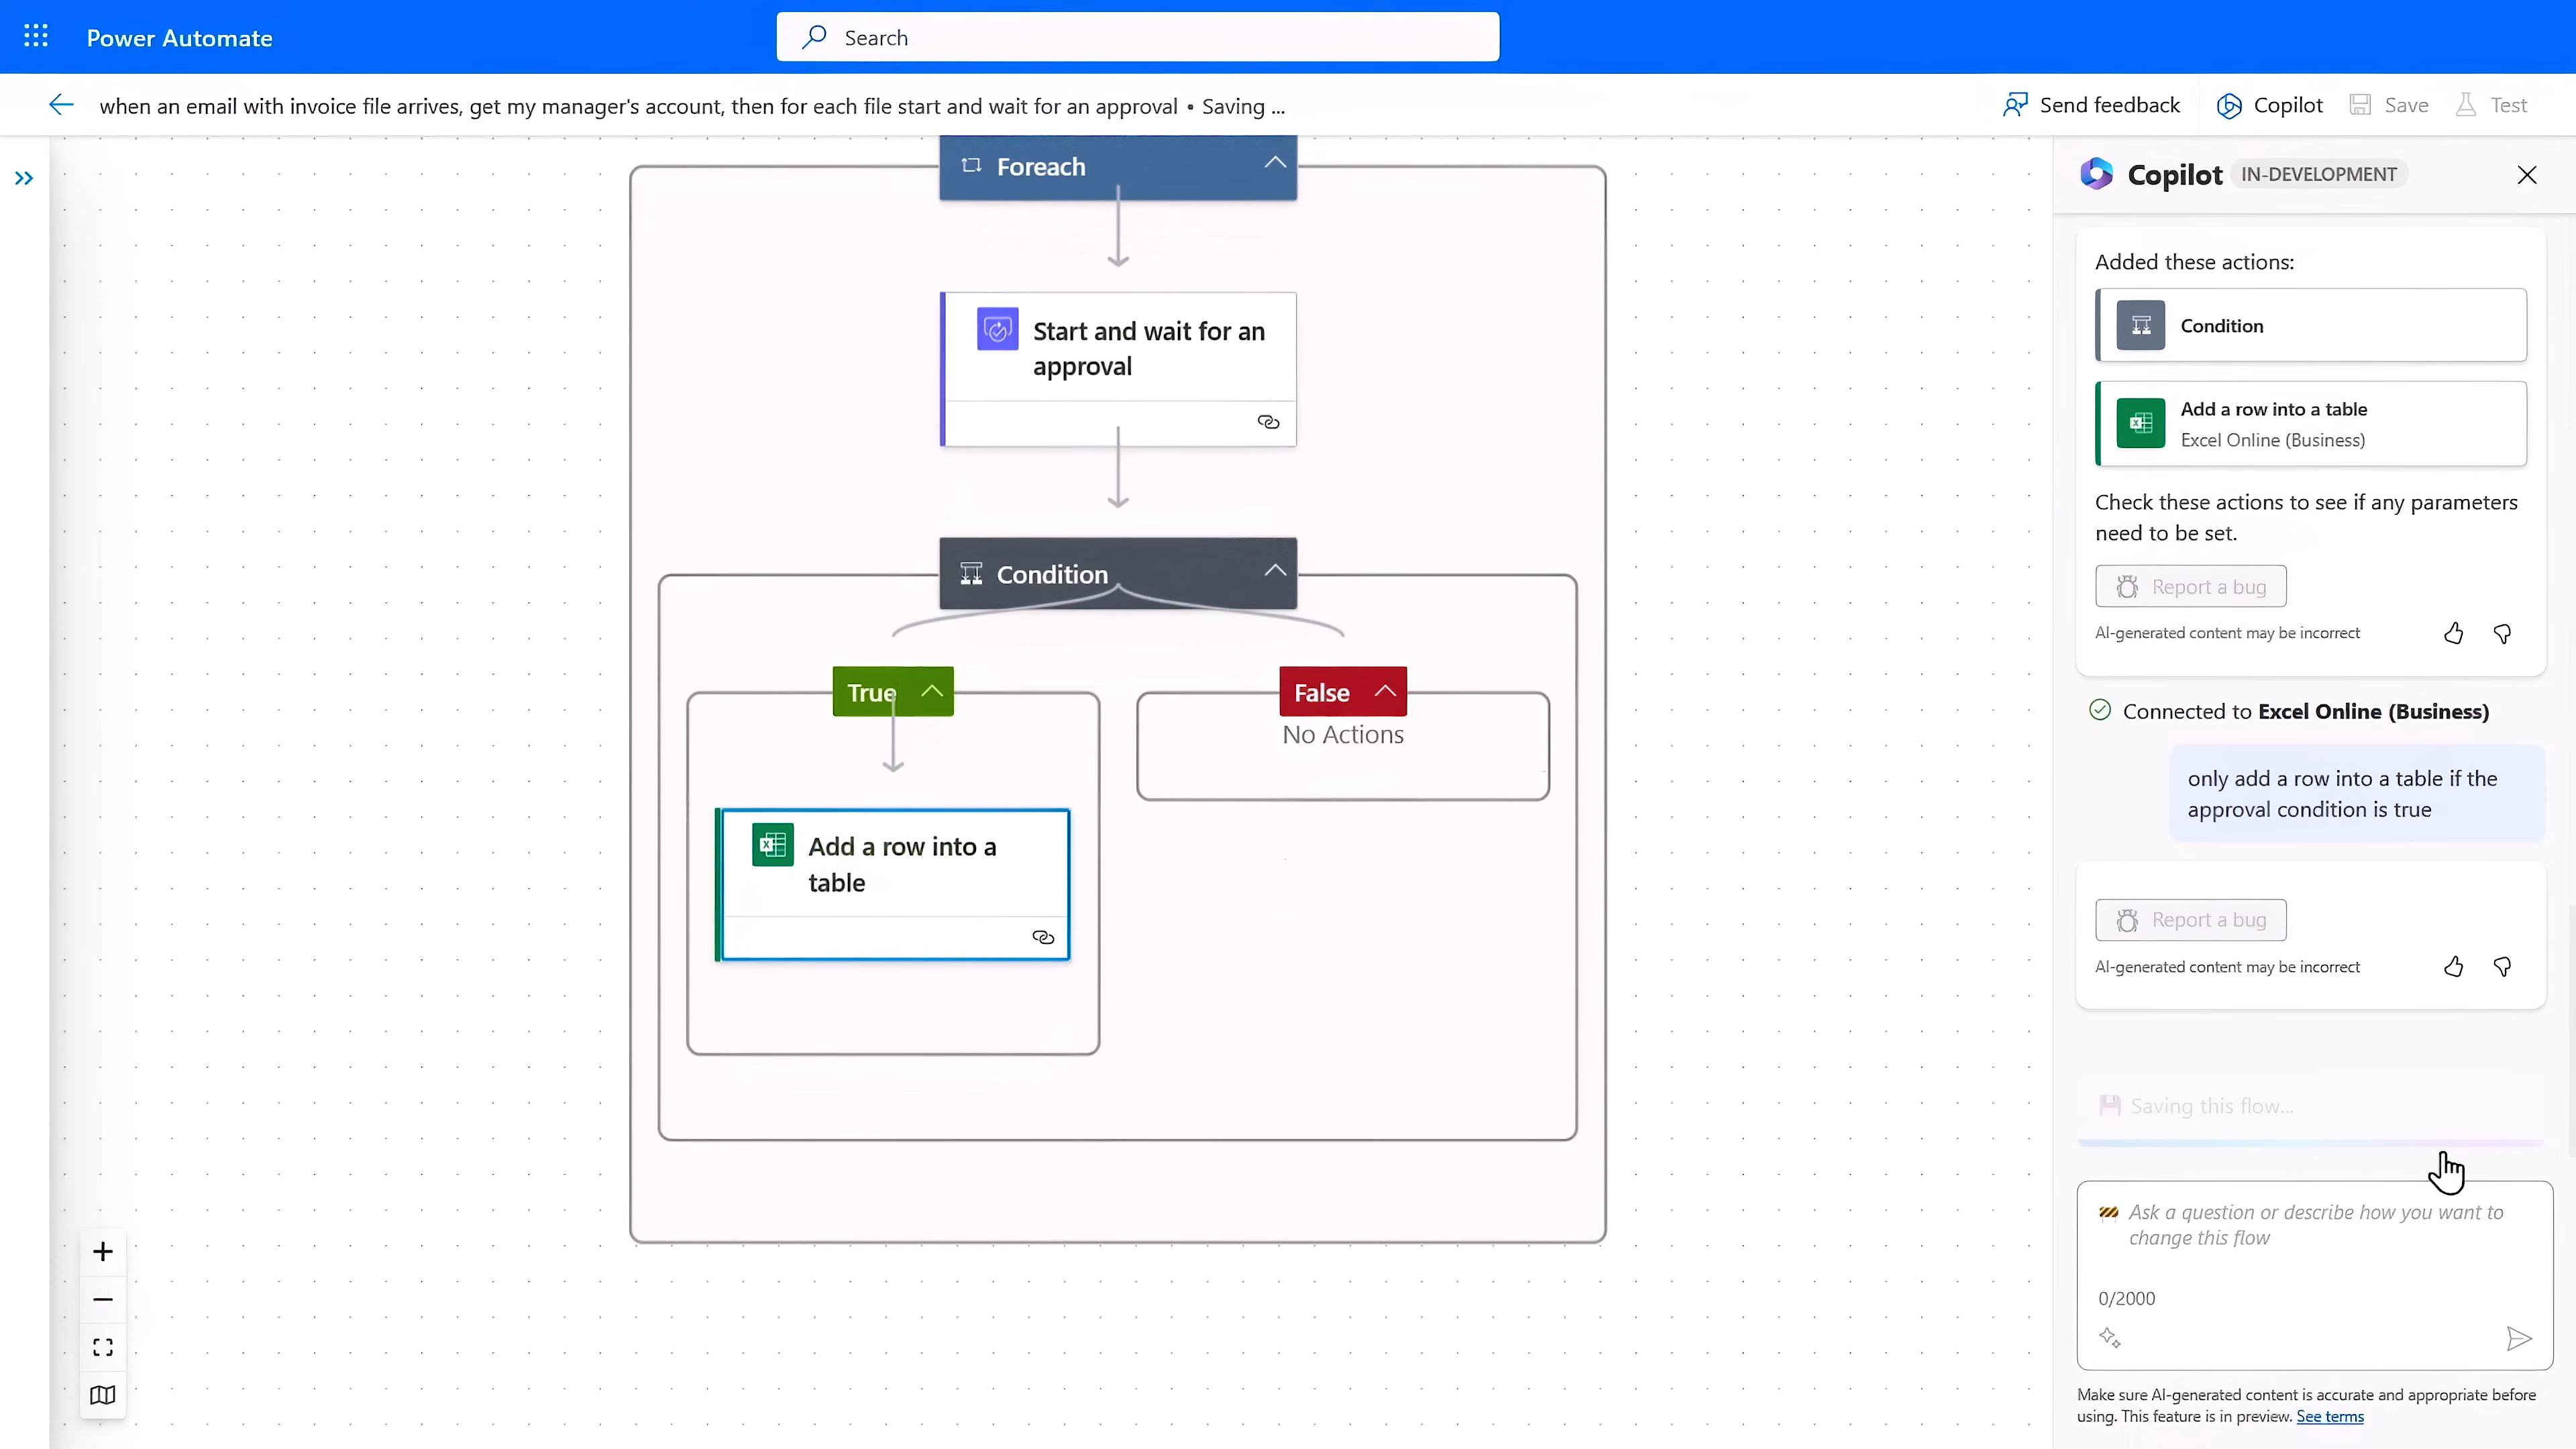 Power Automate
Search
when an email with invoice file arrives, get my manager's account, then for each file start and wait for an approval • Saving ...
Send feedback
Copilot
Save
Test
Foreach
Start and wait for an
approval
Condition
True
False
No Actions
Add a row into a
table
Copilot
IN-DEVELOPMENT
Added these actions:
Condition
Add a row into a table
Excel Online (Business)
Check these actions to see if any parameters
need to be set.
Report a bug
AI-generated content may be incorrect
Connected to Excel Online (Business)
only add a row into a table if the
approval condition is true
Report a bug
AI-generated content may be incorrect
Saving this flow...
Ask a question or describe how you want to
change this flow
0/2000
Make sure AI-generated content is accurate and appropriate before
using. This feature is in preview. See terms